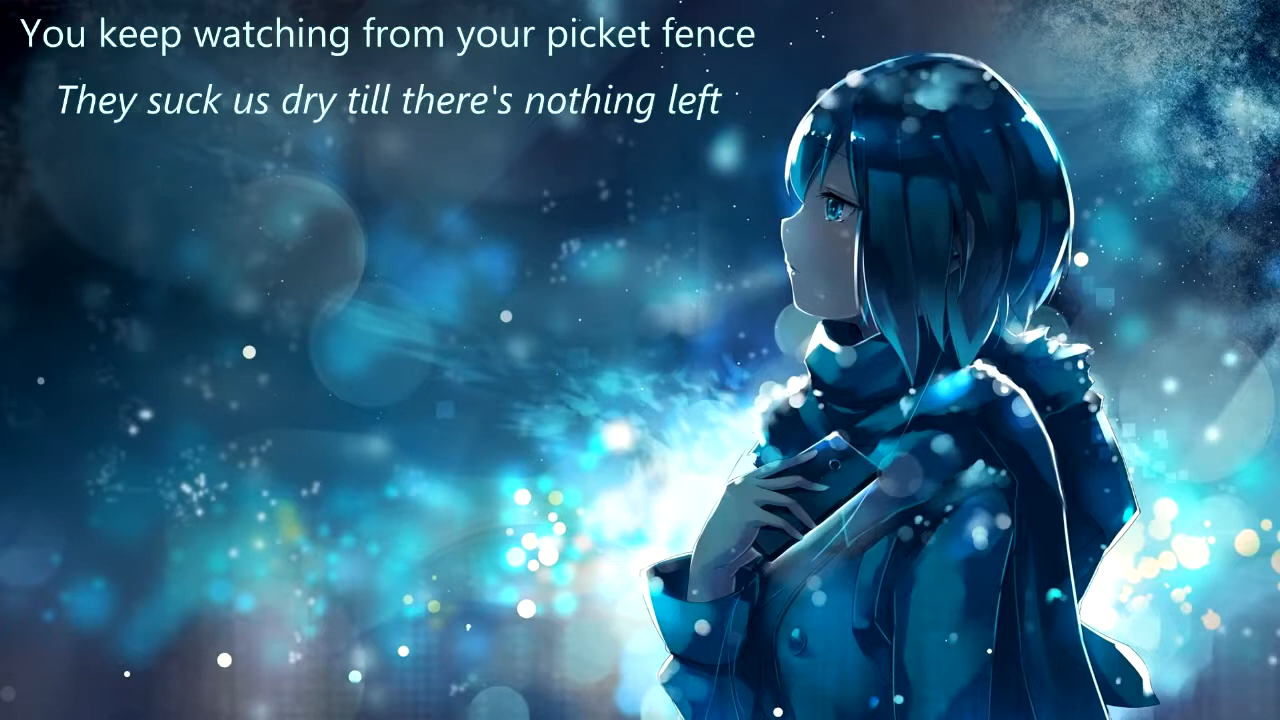 You keep watching from your picket fence
They suck us dry till there's nothing left